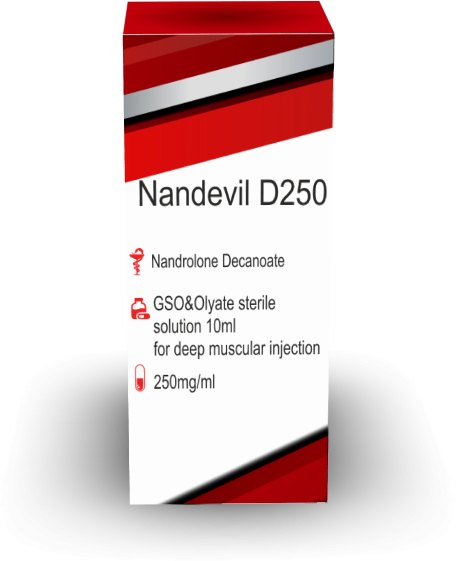 Nandevil D250
Nandrolone Decanoate
GSO&Olyate sterile
solution 10ml
for deep muscular injection
250mg/ml